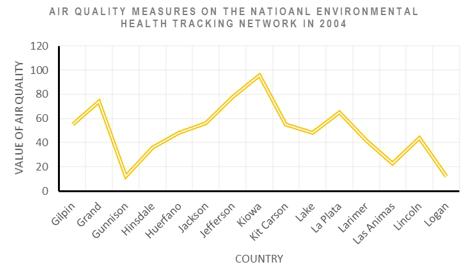 AIR QUALITY MEASURES ON THE NATIOANL ENVIRONMENTAL
HEALTH TRACKING NETWORK IN 2004
120
100
80
60
40
20
0
VALUE OF AIR QUALITY
Gilpin
Grand
Gunnison
Hinsdale
Huerfano
Jackson
Jefferson
Kiowa
Kit Carson
Lake
La Plata
Larimer
Las Animas
Lincoln
Logan
COUNTRY